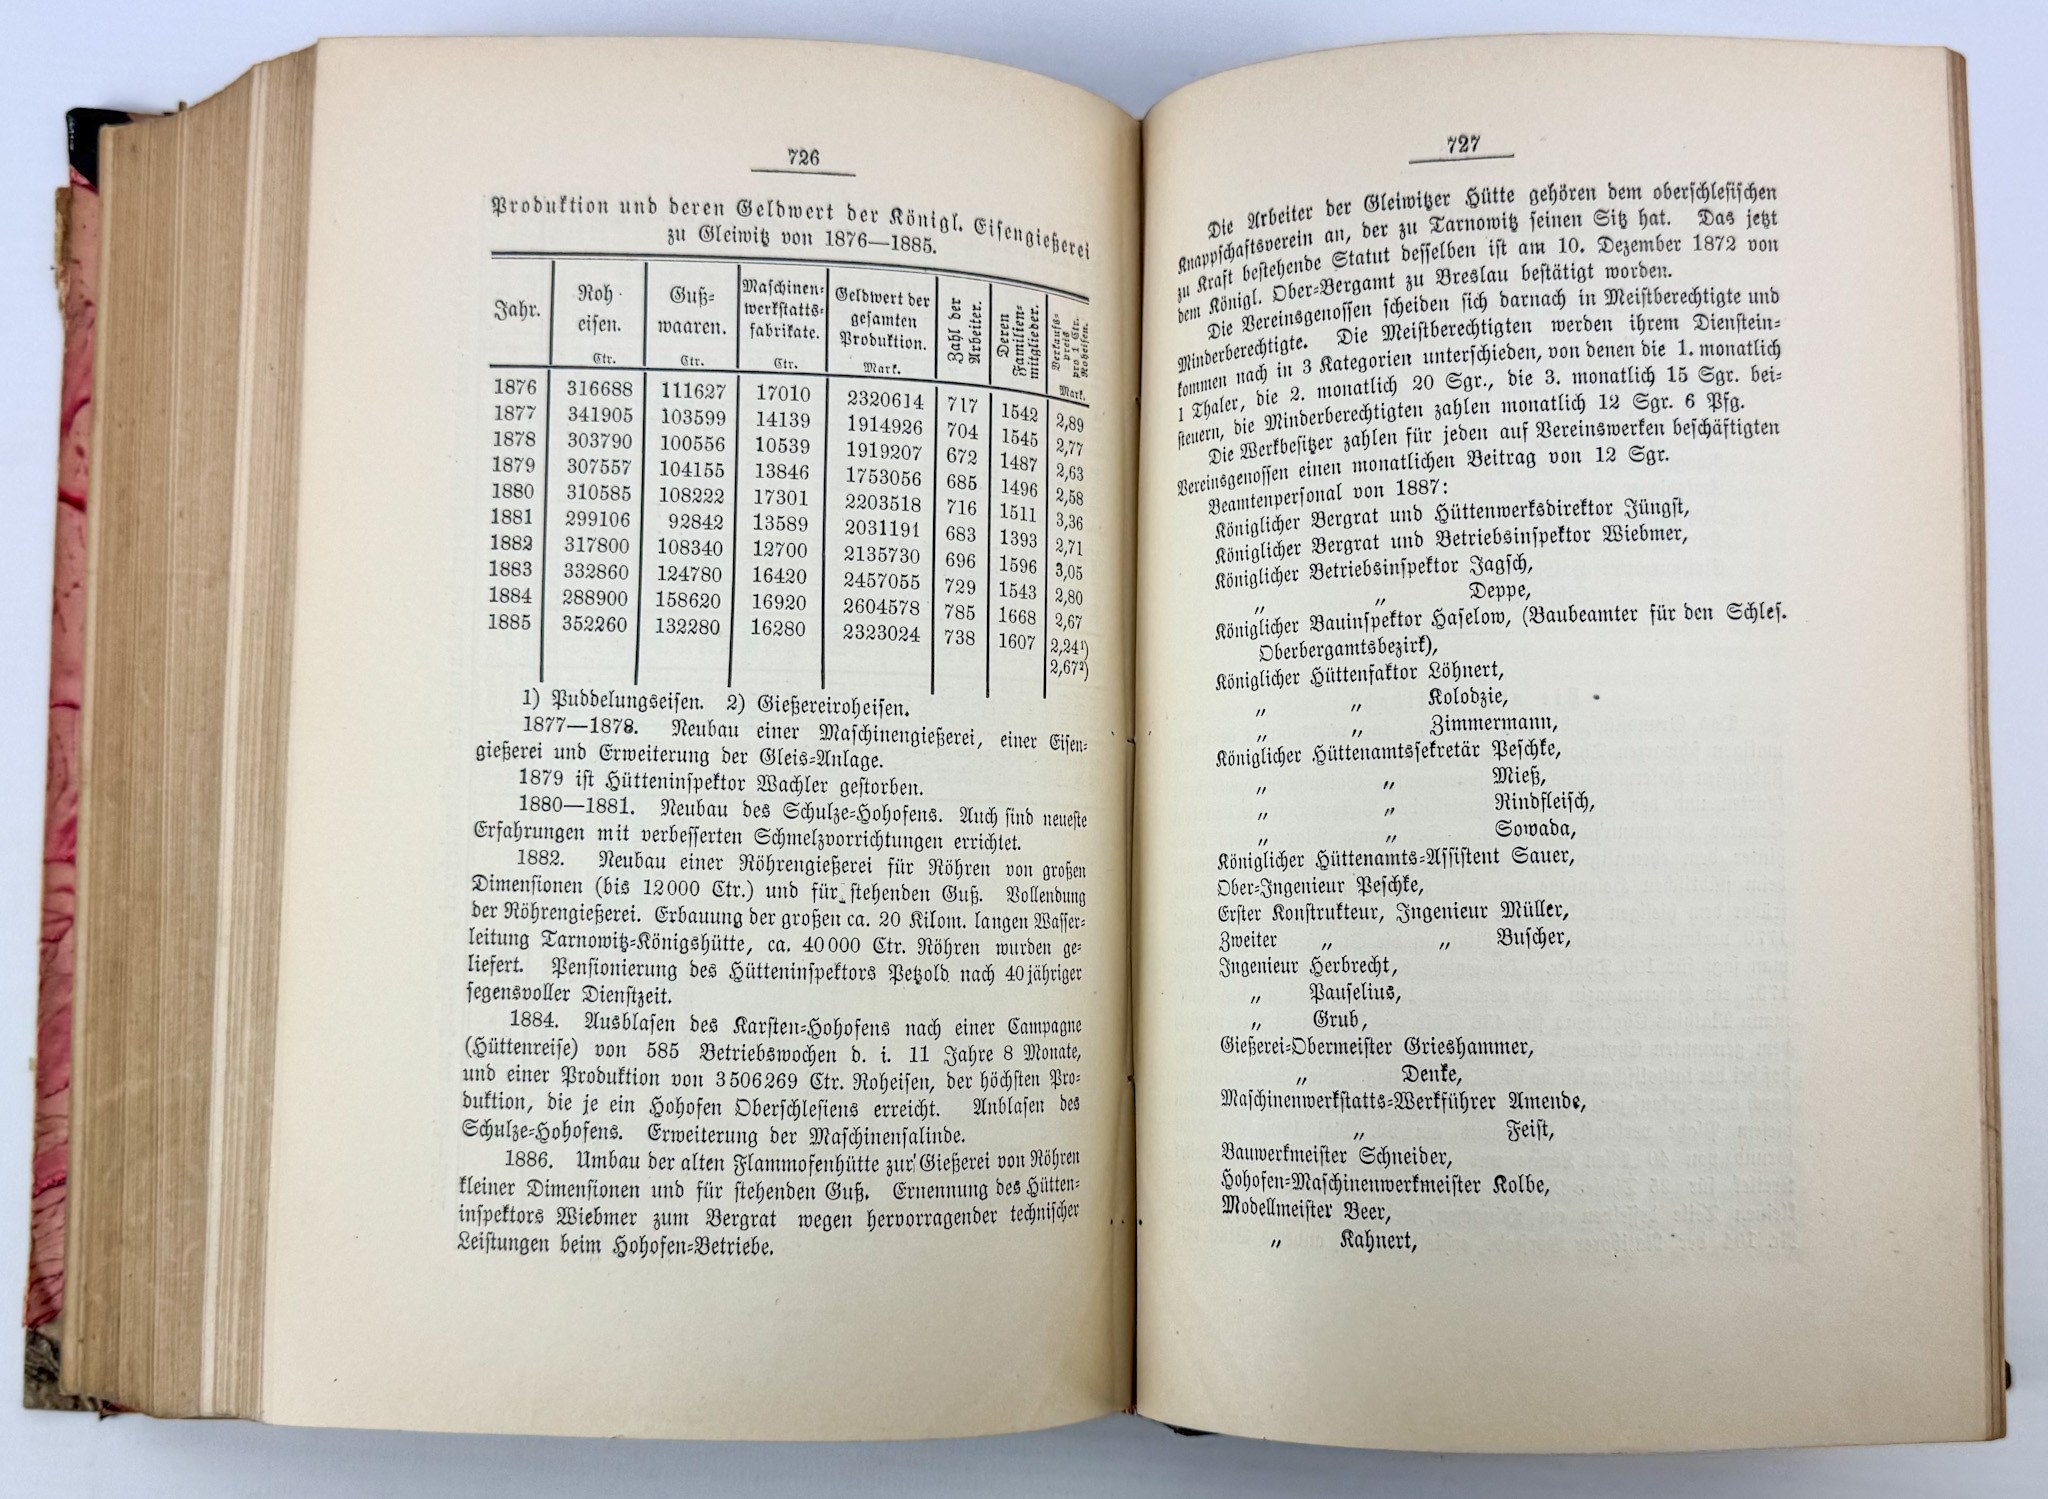 726
Produktion und deren Geldwert der Königl. Eisengießerei
zu Gleiwitz von 1876—1885.
Jahr. Roh- eisen. Ctr. Guß- waaren. Ctr. Maschinen- werkstatts- fabrikate. Ctr. Geldwert der gesamten Produktion. Mark. Zahl der Arbeiter. Deren Familien- mitglieder. Verkaufs- preis pro 1 Ctr. Roheisen. Mark.
1876 316688 111627 17010 2320614 717 1542 2,89
1877 341905 103599 14139 1914926 704 1545 2,77
1878 303790 100556 10539 1919207 672 1487 2,63
1879 307557 104155 13846 1753056 685 1496 2,58
1880 310585 108222 17301 2203518 716 1511 3,36
1881 299106 92842 13589 2031191 683 1393 2,71
1882 317800 108340 12700 2135730 696 1596 3,05
1883 332860 124780 16420 2457055 729 1543 2,80
1884 288900 158620 16920 2604578 785 1668 2,67
1885 352260 132280 16280 2323024 738 1607 2,24¹)
2,67²)
1) Puddelungseisen. 2) Gießereiroheisen.
1877—1878. Neubau einer Maschinengießerei, einer Eisen-
gießerei und Erweiterung der Gleis-Anlage.
1879 ist Hütteninspektor Wachler gestorben.
1880—1881. Neubau des Schulze-Hohofens. Auch sind neueste
Erfahrungen mit verbesserten Schmelzvorrichtungen errichtet.
1882. Neubau einer Röhrengießerei für Röhren von großen
Dimensionen (bis 12000 Ctr.) und für stehenden Guß. Vollendung
der Röhrengießerei. Erbauung der großen ca. 20 Kilom. langen Wasser-
leitung Tarnowitz-Königshütte, ca. 40000 Ctr. Röhren wurden ge-
liefert. Pensionierung des Hütteninspektors Petzold nach 40jähriger
segensvoller Dienstzeit.
1884. Ausblasen des Karsten-Hohofens nach einer Campagne
(Hüttenreise) von 585 Betriebswochen d. i. 11 Jahre 8 Monate,
und einer Produktion von 3506269 Ctr. Roheisen, der höchsten Pro-
duktion, die je ein Hohofen Oberschlesiens erreicht. Anblasen des
Schulze-Hohofens. Erweiterung der Maschinensalinde.
1886. Umbau der alten Flammofenhütte zur Gießerei von Röhren
kleiner Dimensionen und für stehenden Guß. Ernennung des Hütten-
inspektors Wiebmer zum Bergrat wegen hervorragender technischer
Leistungen beim Hohofen-Betriebe.
727
Die Arbeiter der Gleiwitzer Hütte gehören dem oberschlesischen
Knappschaftsverein an, der zu Tarnowitz seinen Sitz hat. Das jetzt
zu Kraft bestehende Statut desselben ist am 10. Dezember 1872 von
dem Königl. Ober-Bergamt zu Breslau bestätigt worden.
Die Vereinsgenossen scheiden sich darnach in Meistberechtigte und
Minderberechtigte. Die Meistberechtigten werden ihrem Dienstein-
kommen nach in 3 Kategorien unterschieden, von denen die 1. monatlich
1 Thaler, die 2. monatlich 20 Sgr., die 3. monatlich 15 Sgr. bei-
steuern, die Minderberechtigten zahlen monatlich 12 Sgr. 6 Pfg.
Die Werkbesitzer zahlen für jeden auf Vereinswerken beschäftigten
Vereinsgenossen einen monatlichen Beitrag von 12 Sgr.
Beamtenpersonal von 1887:
Königlicher Bergrat und Hüttenwerksdirektor Jüngst,
Königlicher Bergrat und Betriebsinspektor Wiebmer,
Königlicher Betriebsinspektor Jagsch,
„ „ Deppe,
Königlicher Bauinspektor Haselow, (Baubeamter für den Schles.
Oberbergamtsbezirk),
Königlicher Hüttenfaktor Löhnert,
„ „ Kolodzie,
„ „ Zimmermann,
Königlicher Hüttenamtssekretär Peschke,
„ „ Mieß,
„ „ Rindfleisch,
„ „ Sowada,
Königlicher Hüttenamts-Assistent Sauer,
Ober-Ingenieur Peschke,
Erster Konstrukteur, Ingenieur Müller,
Zweiter „ „ Buscher,
Ingenieur Herbrecht,
„ Pauselius,
„ Grub,
Gießerei-Obermeister Grieshammer,
„ Denke,
Maschinenwerkstatts-Werkführer Amende,
„ Feist,
Bauwerkmeister Schneider,
Hohofen-Maschinenwerkmeister Kolbe,
Modellmeister Beer,
„ Kahnert,